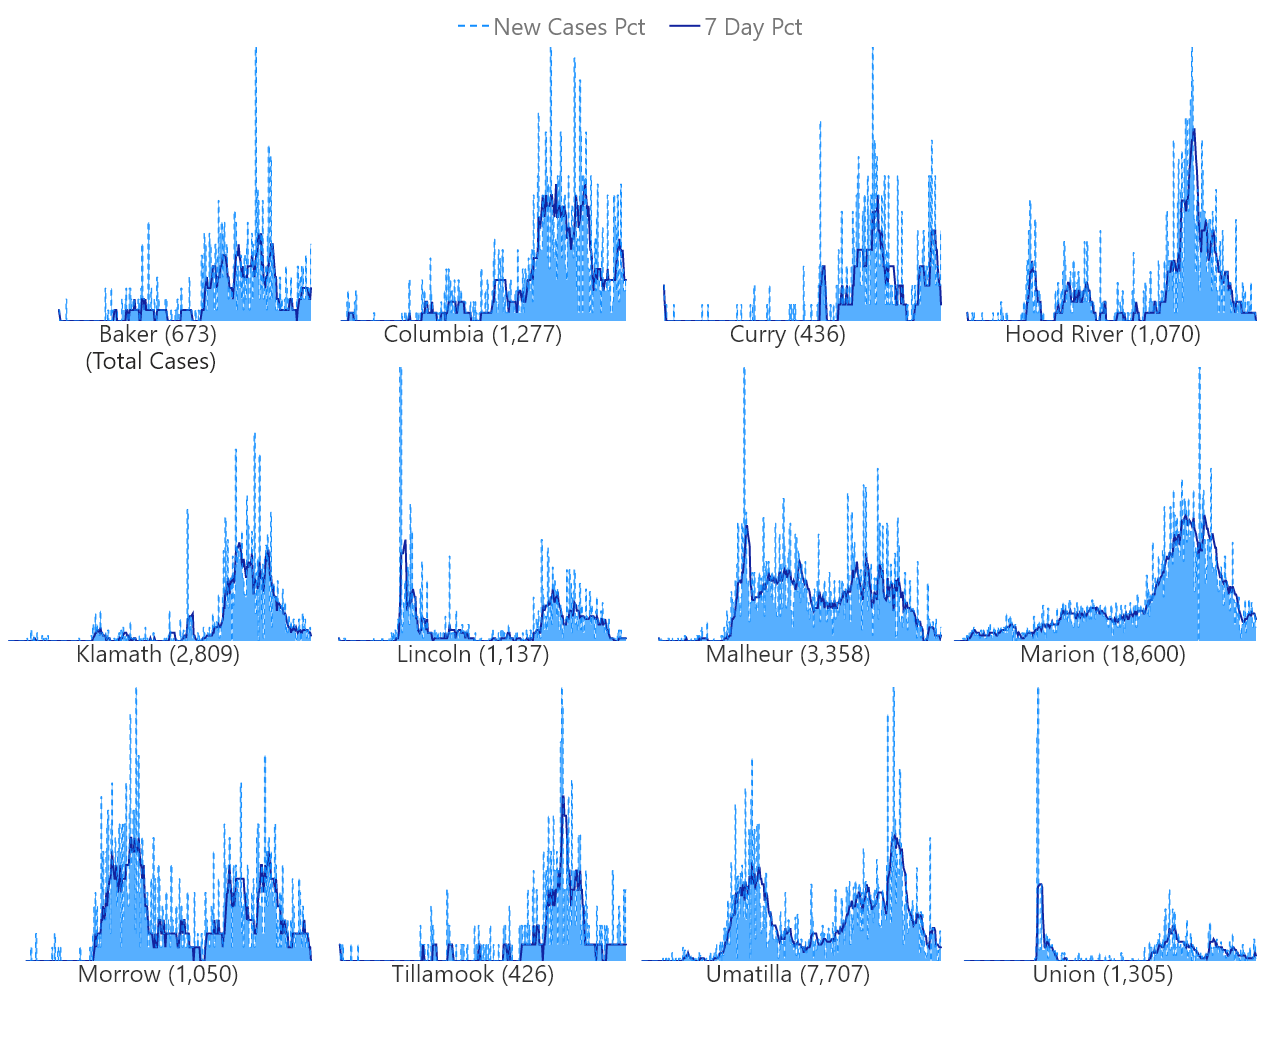 New Cases Pct 7 Day Pct
Baker (673) Columbia (1,277) Curry (436) Hood River (1,070)
(Total Cases)
Klamath (2,809) Lincoln (1,137) Malheur (3,358) Marion (18,600)
Morrow (1,050) Tillamook (426) Umatilla (7,707) Union (1,305)